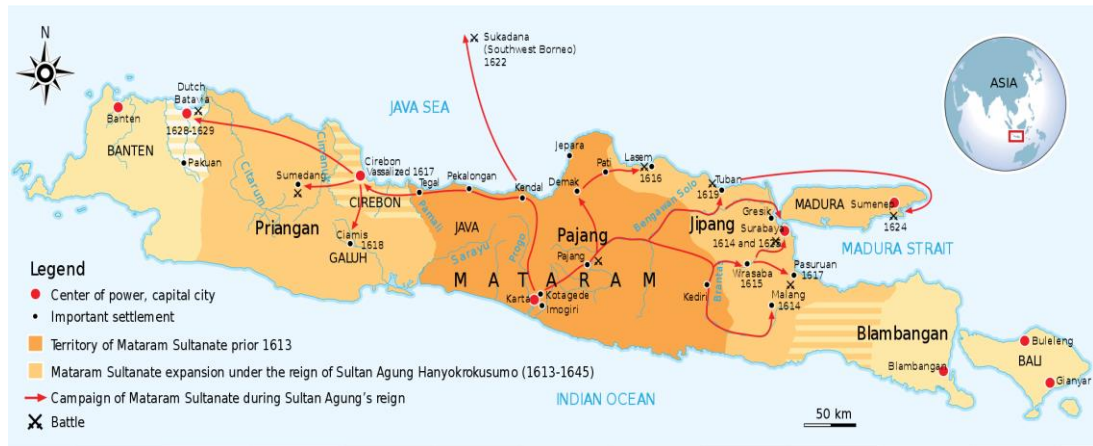 N
Sukadana
(Southwest Borneo)
1622
ASIA
JAVA SEA
Dutch
Batavia
1628-1629
Banten
BANTEN
Pakuan
Citarum
Cimanuk
Sumedang
Cirebon
Vassalized 1617
CIREBON
Priangan
Ciamis
1618
GALUH
Tegal
Pamali
Pekalongan
Kendal
JAVA
Sarayu
Progo
Jepara
Demak
Pati
Lasem
1616
Pajang
Pajang
MATARAM
Karta
Kotagede
Imogiri
Bengawan Solo
Tuban
1619
Jipang
Gresik
Surabaya
1614 and 1625
MADURA
Sumenep
1624
MADURA STRAIT
Wrasaba
1615
Pasuruan
1617
Brantas
Kediri
Malang
1614
Blambangan
Blambangan
Buleleng
BALI
Gianyar
INDIAN OCEAN
50 km
Legend
Center of power, capital city
Important settlement
Territory of Mataram Sultanate prior 1613
Mataram Sultanate expansion under the reign of Sultan Agung Hanyokrokusumo (1613-1645)
Campaign of Mataram Sultanate during Sultan Agung's reign
Battle